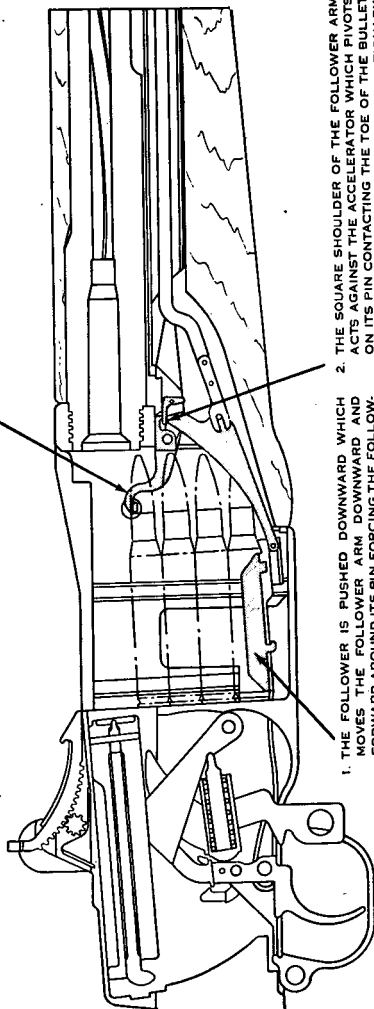 1. THE FOLLOWER IS PUSHED DOWNWARD WHICH
MOVES THE FOLLOWER ARM DOWNWARD AND
FORWARD AROUND ITS PIN FORCING THE FOLLOW-
2. THE SQUARE SHOULDER OF THE FOLLOWER ARM
ACTS AGAINST THE ACCELERATOR WHICH PIVOTS
ON ITS PIN CONTACTING THE TOE OF THE BULLET